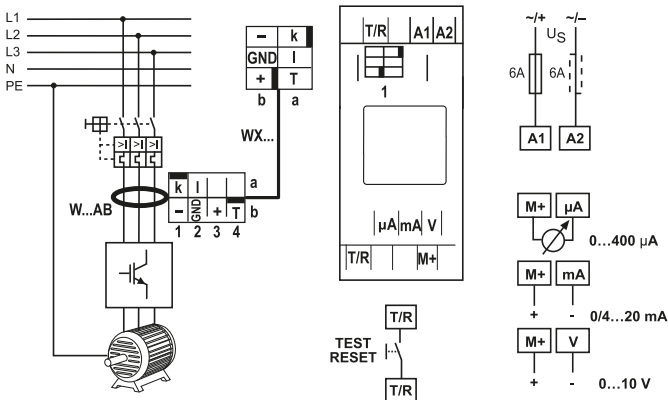 L1
L2
L3
N
PE
>I >I >I
W...AB
k I a
- GND + T b
1 2 3 4
- k
GND I
+ T
b a
WX...
T/R A1 A2
1
µA mA V
T/R M+
T/R
TEST
RESET
T/R
~/+ ~/–
US
6A 6A
A1 A2
M+ µA
0...400 µA
M+ mA
+ - 0/4...20 mA
M+ V
+ - 0...10 V